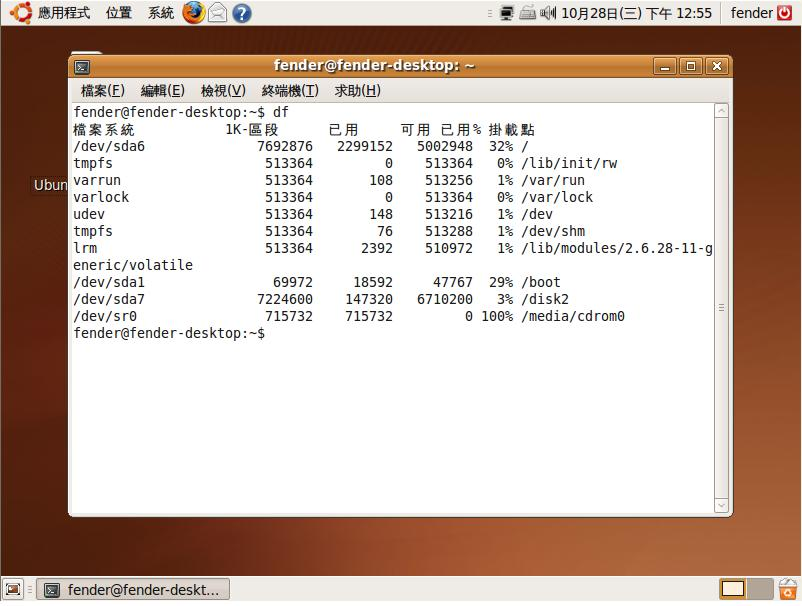 應用程式 位置 系統 10月28日(三) 下午 12:55 fender
Ubun
fender@fender-desktop: ~
檔案(F) 編輯(E) 檢視(V) 終端機(T) 求助(H)
fender@fender-desktop:~$ df
檔案系統 1K-區段 已用 可用 已用% 掛載點
/dev/sda6 7692876 2299152 5002948 32% /
tmpfs 513364 0 513364 0% /lib/init/rw
varrun 513364 108 513256 1% /var/run
varlock 513364 0 513364 0% /var/lock
udev 513364 148 513216 1% /dev
tmpfs 513364 76 513288 1% /dev/shm
lrm 513364 2392 510972 1% /lib/modules/2.6.28-11-g
eneric/volatile
/dev/sda1 69972 18592 47767 29% /boot
/dev/sda7 7224600 147320 6710200 3% /disk2
/dev/sr0 715732 715732 0 100% /media/cdrom0
fender@fender-desktop:~$
fender@fender-deskt...